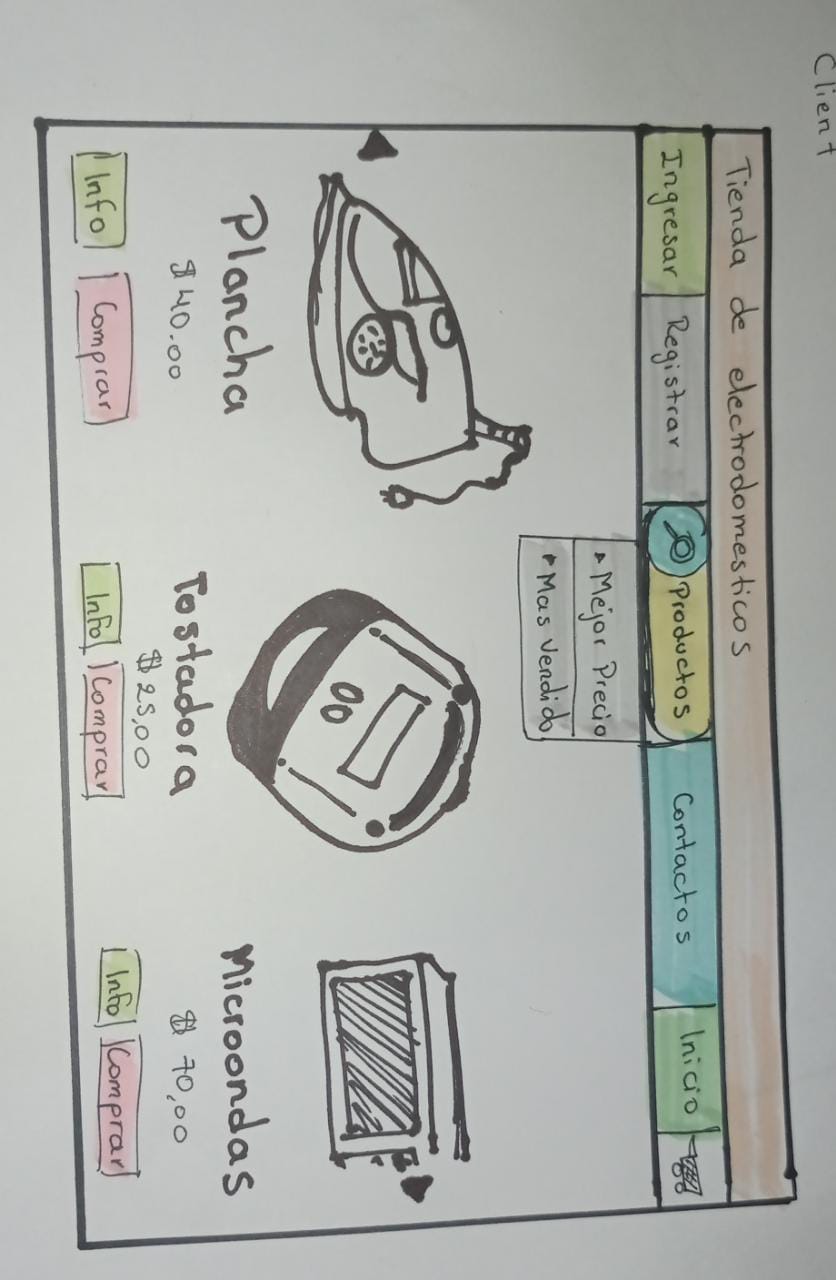 Client
Tienda de electrodomesticos
Ingresar Registrar Productos Contactos Inicio
Mejor Precio
Mas Vendido
Plancha
$ 40.00
Info Comprar
Tostadora
$ 25,00
Info Comprar
Microondas
$ 70,00
Info Comprar